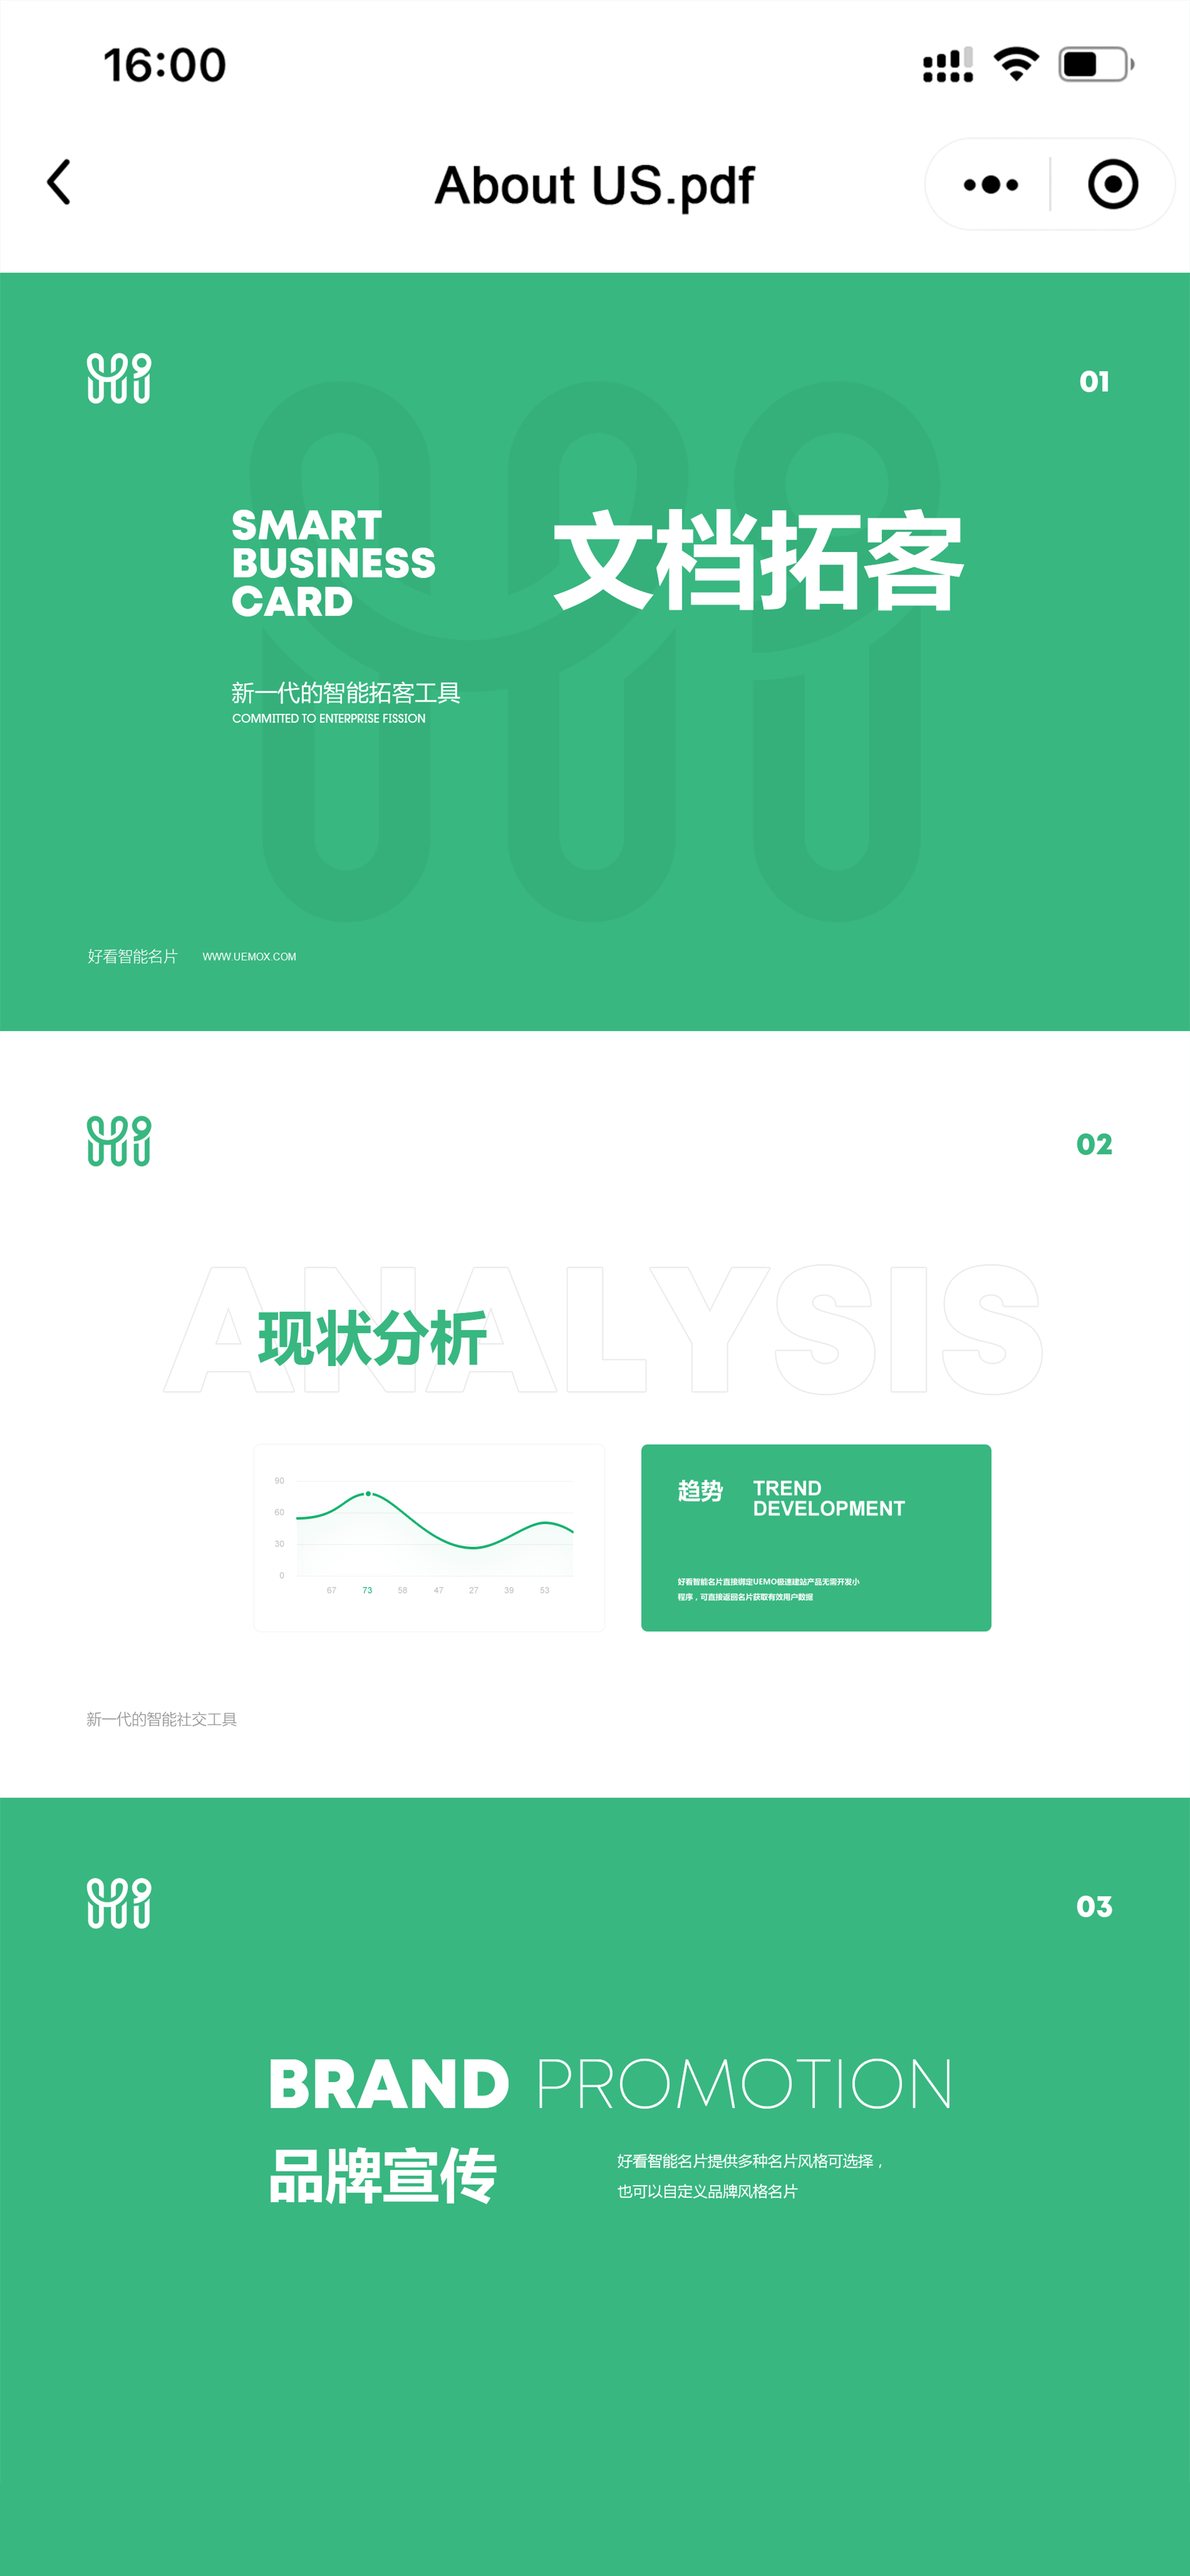 16:00
About US.pdf
01
SMART
BUSINESS
CARD
文档拓客
新一代的智能拓客工具
COMMITTED TO ENTERPRISE FISSION
好看智能名片 WWW.UEMOX.COM
02
ANALYSIS
现状分析
90
60
30
0
67 73 58 47 27 39 53
趋势
TREND
DEVELOPMENT
好看智能名片直接绑定UEMO极速建站产品无需开发小
程序，可直接返回名片获取有效用户数据
新一代的智能社交工具
03
BRAND PROMOTION
品牌宣传
好看智能名片提供多种名片风格可选择，
也可以自定义品牌风格名片